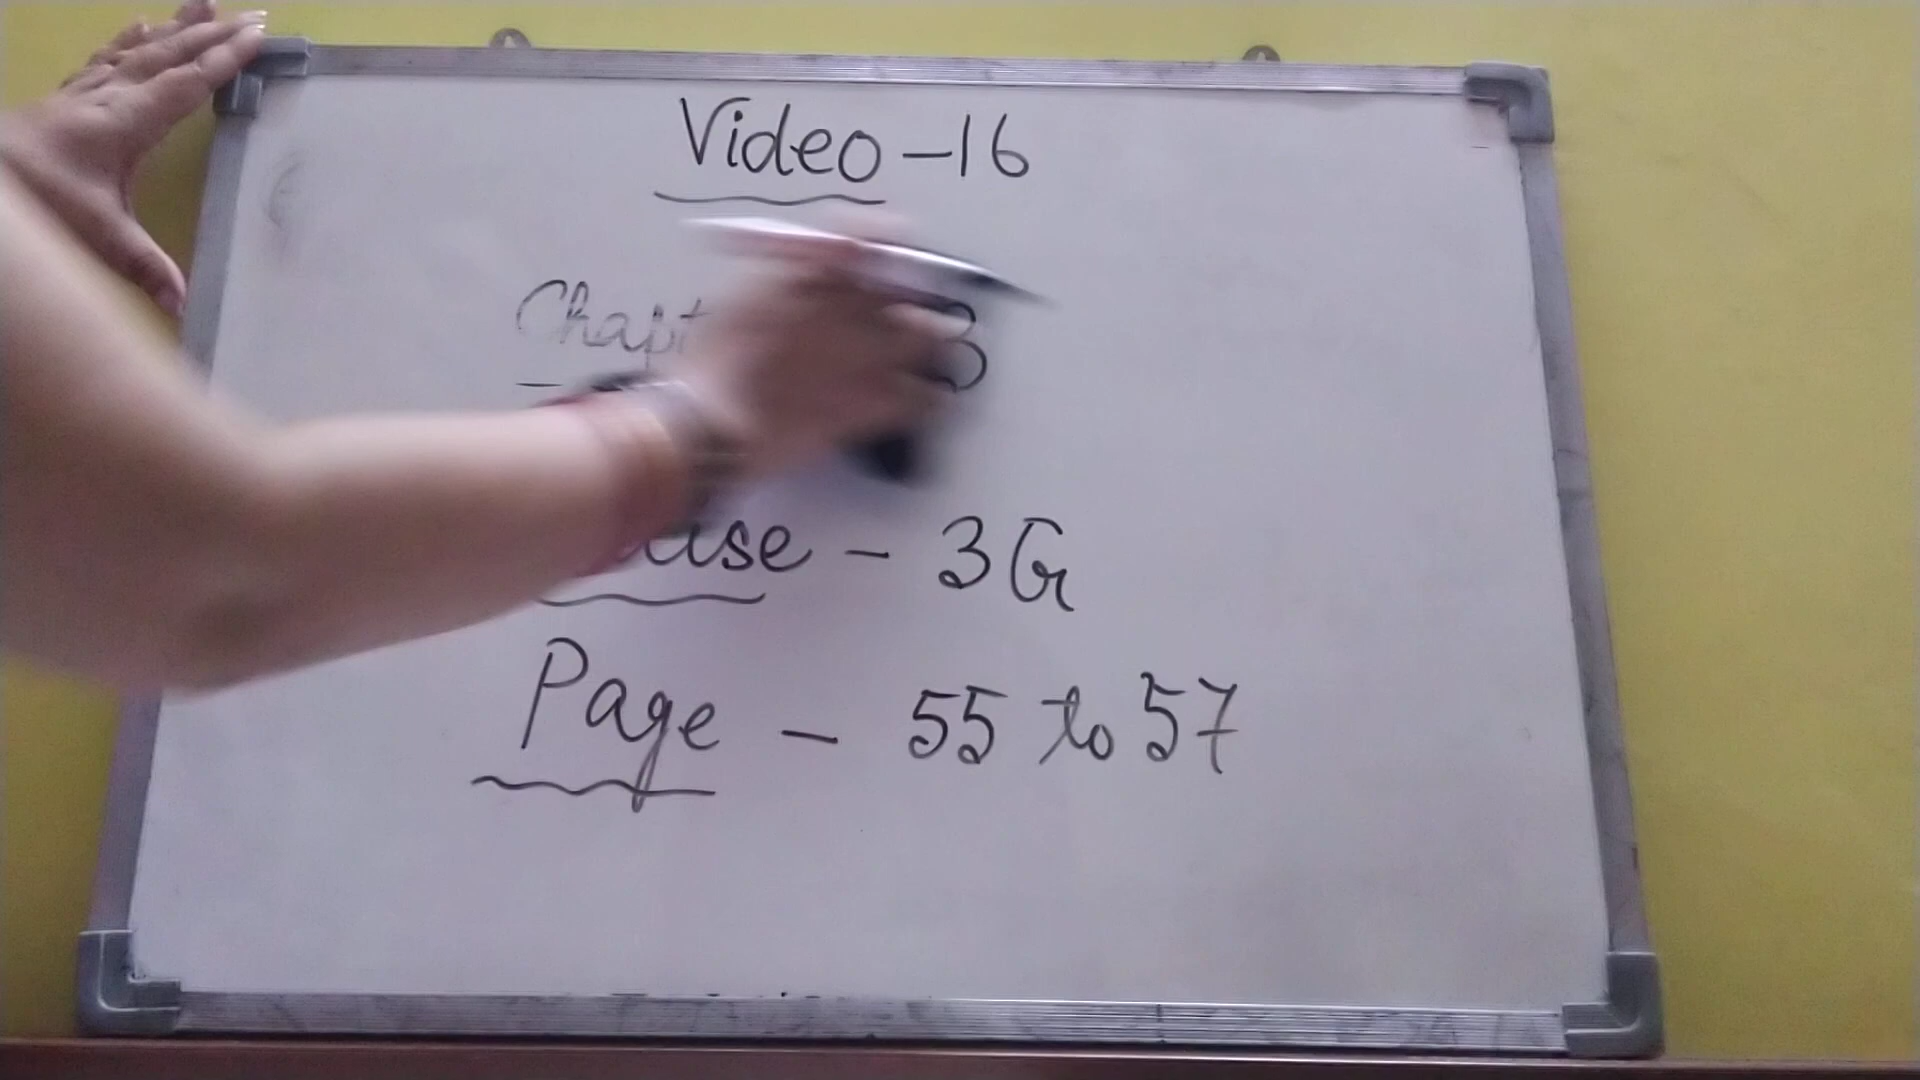 Video - 16
Chapt 3
ise - 3G
Page - 55 to 57